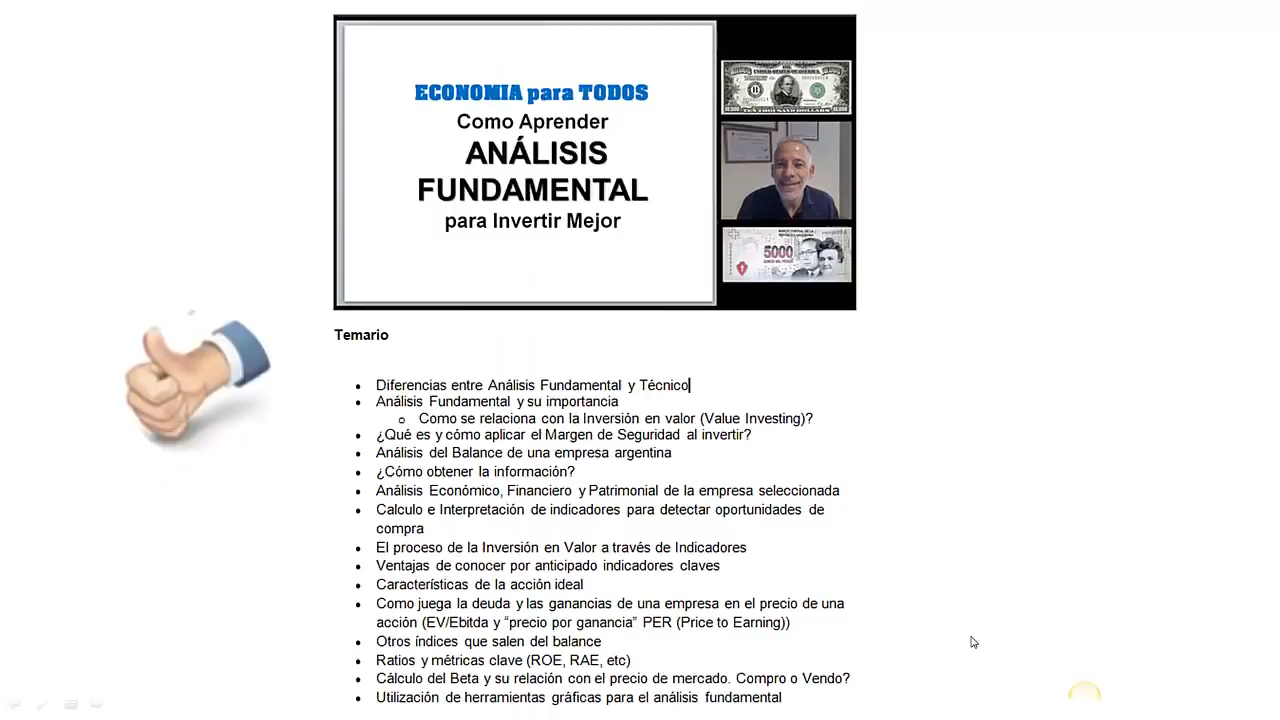 ECONOMIA para TODOS
Como Aprender
ANÁLISIS
FUNDAMENTAL
para Invertir Mejor
5000
Temario
• Diferencias entre Análisis Fundamental y Técnico
• Análisis Fundamental y su importancia
o Como se relaciona con la Inversión en valor (Value Investing)?
• ¿Qué es y cómo aplicar el Margen de Seguridad al invertir?
• Análisis del Balance de una empresa argentina
• ¿Cómo obtener la información?
• Análisis Económico, Financiero y Patrimonial de la empresa seleccionada
• Calculo e Interpretación de indicadores para detectar oportunidades de
compra
• El proceso de la Inversión en Valor a través de Indicadores
• Ventajas de conocer por anticipado indicadores claves
• Características de la acción ideal
• Como juega la deuda y las ganancias de una empresa en el precio de una
acción (EV/Ebitda y “precio por ganancia” PER (Price to Earning))
• Otros índices que salen del balance
• Ratios y métricas clave (ROE, RAE, etc)
• Cálculo del Beta y su relación con el precio de mercado. Compro o Vendo?
• Utilización de herramientas gráficas para el análisis fundamental